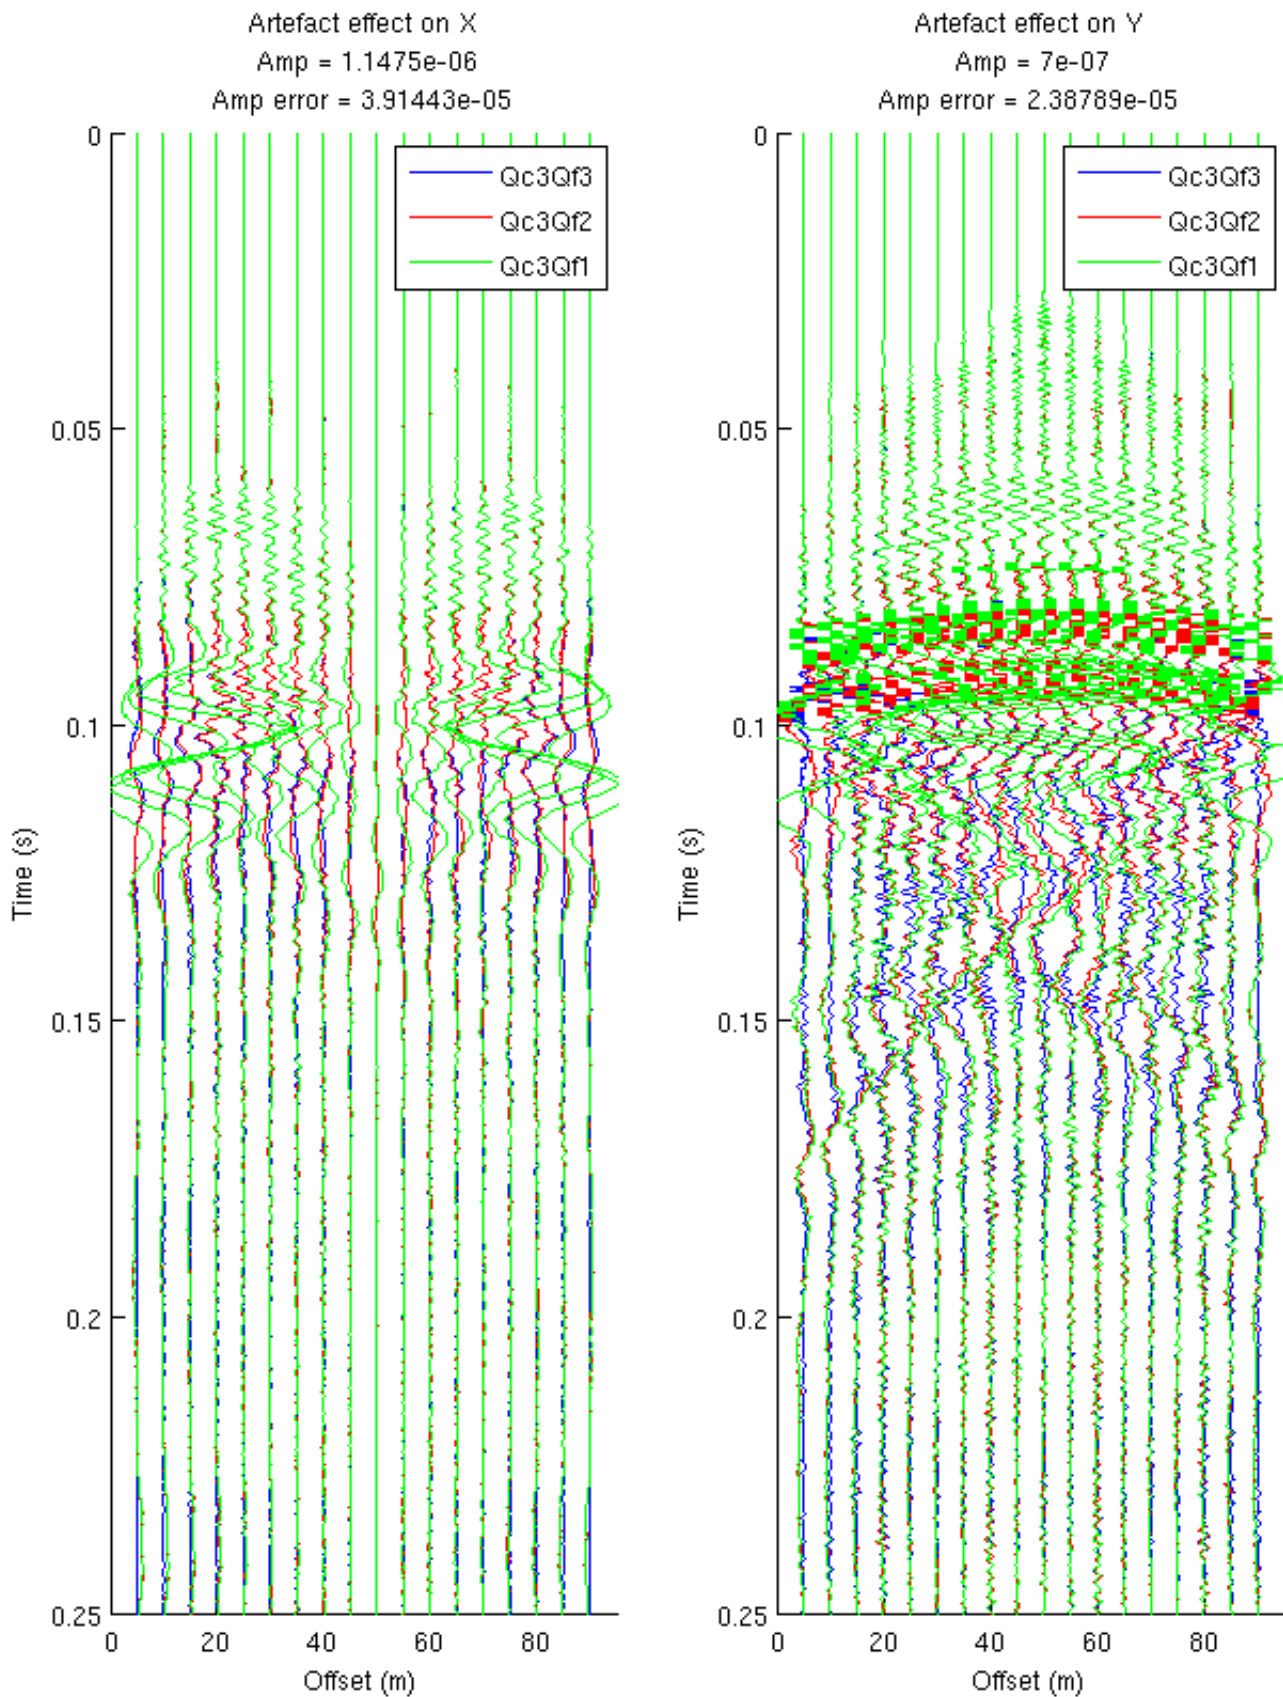 Artefact effect on X
Amp = 1.1475e-06
Amp error = 3.91443e-05
0
0.05
0.1
0.15
0.2
0.25
Time (s)
0
20
40
60
80
Offset (m)
Qc3Qf3
Qc3Qf2
Qc3Qf1
Artefact effect on Y
Amp = 7e-07
Amp error = 2.38789e-05
0
0.05
0.1
0.15
0.2
0.25
Time (s)
0
20
40
60
80
Offset (m)
Qc3Qf3
Qc3Qf2
Qc3Qf1